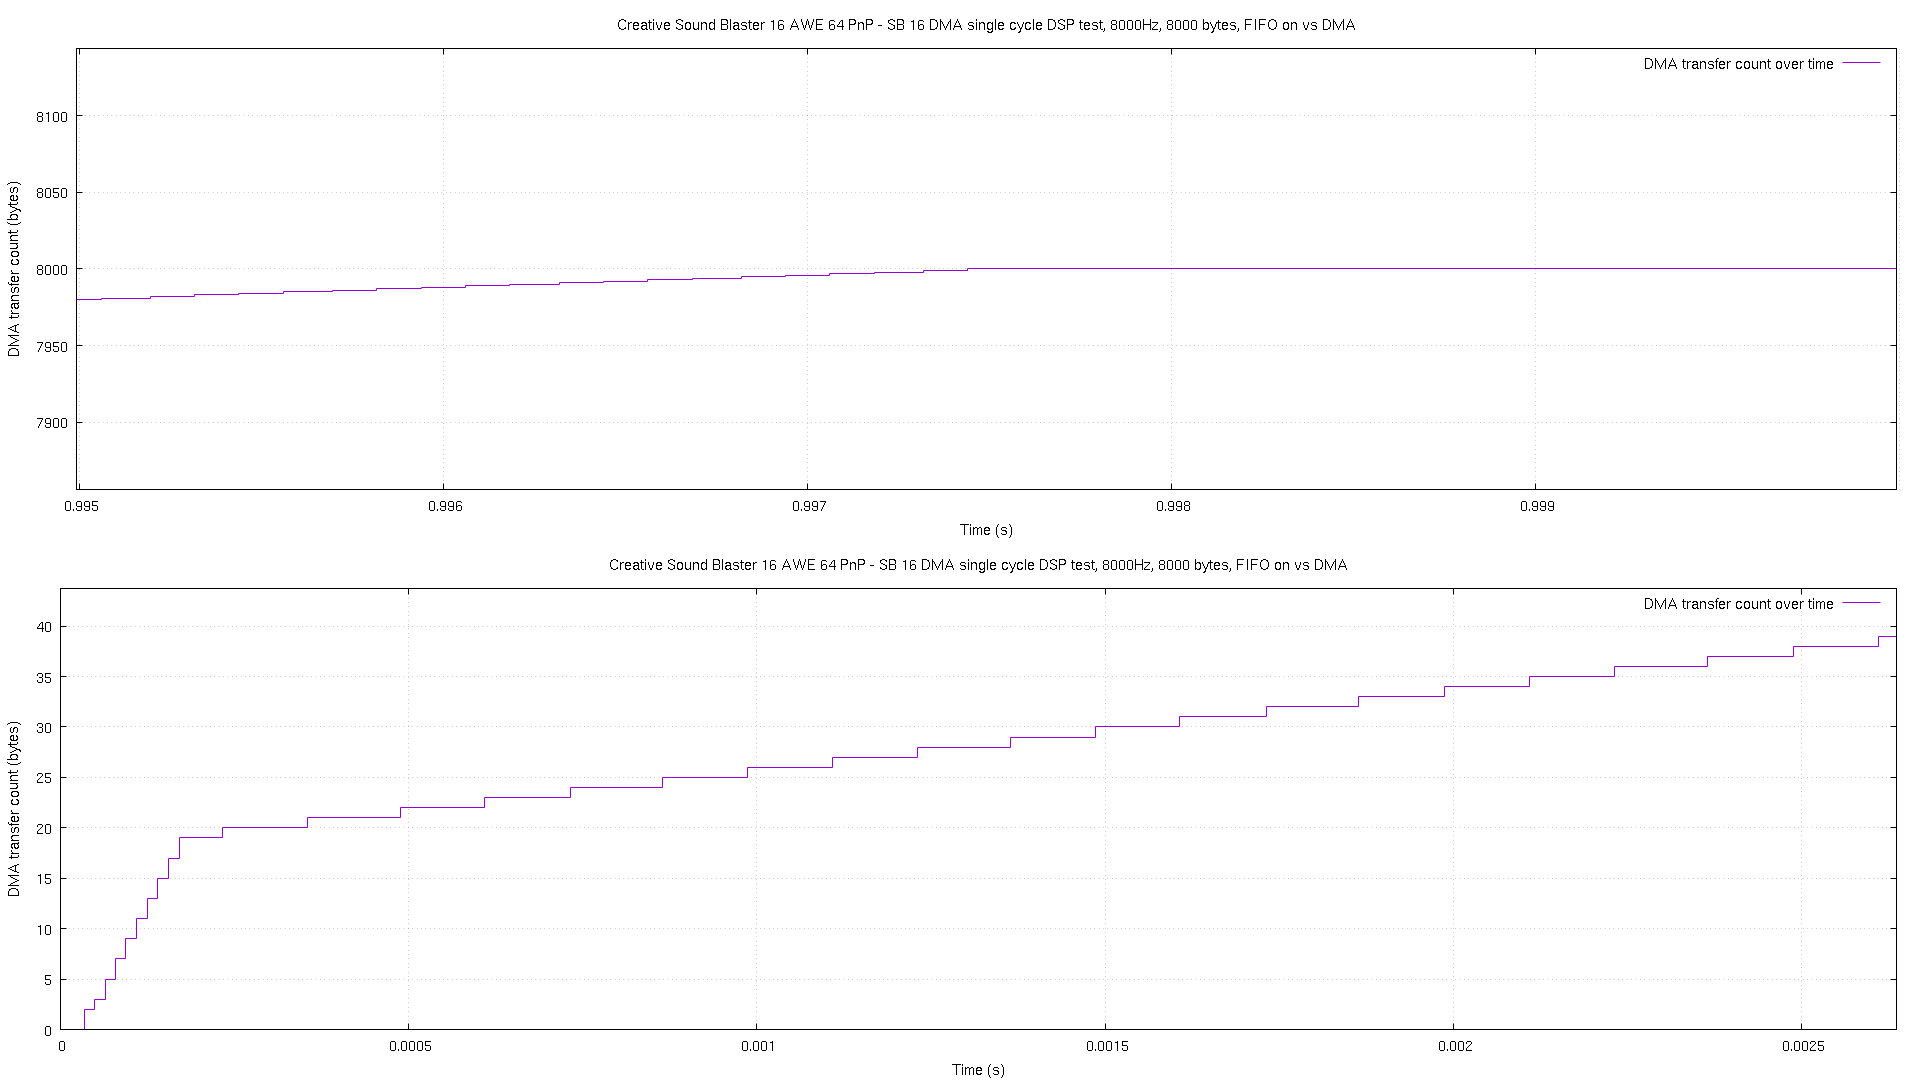 Creative Sound Blaster 16 AWE 64 PnP - SB 16 DMA single cycle DSP test, 8000Hz, 8000 bytes, FIFO on vs DMA
DMA transfer count over time
DMA transfer count (bytes)
8100
8050
8000
7950
7900
0.995 0.996 0.997 0.998 0.999
Time (s)
Creative Sound Blaster 16 AWE 64 PnP - SB 16 DMA single cycle DSP test, 8000Hz, 8000 bytes, FIFO on vs DMA
DMA transfer count over time
DMA transfer count (bytes)
40
35
30
25
20
15
10
5
0
0 0.0005 0.001 0.0015 0.002 0.0025
Time (s)